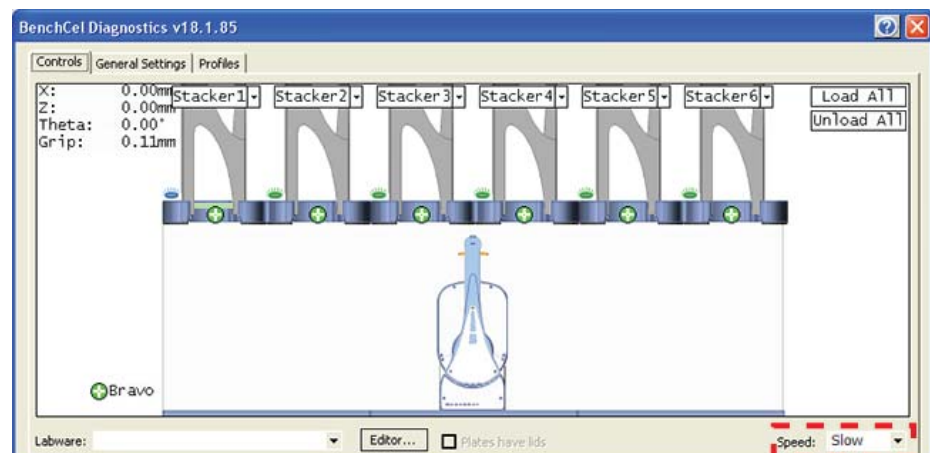 BenchCel Diagnostics v18.1.85
Controls General Settings Profiles
X: 0.00mm
Z: 0.00mm
Theta: 0.00°
Grip: 0.11mm
Stacker1 Stacker2 Stacker3 Stacker4 Stacker5 Stacker6
Load All
Unload All
Bravo
Labware: Editor... Plates have lids Speed: Slow